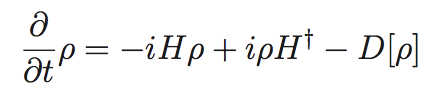 ∂/∂t ρ = −iHρ + iρH† − D[ρ]